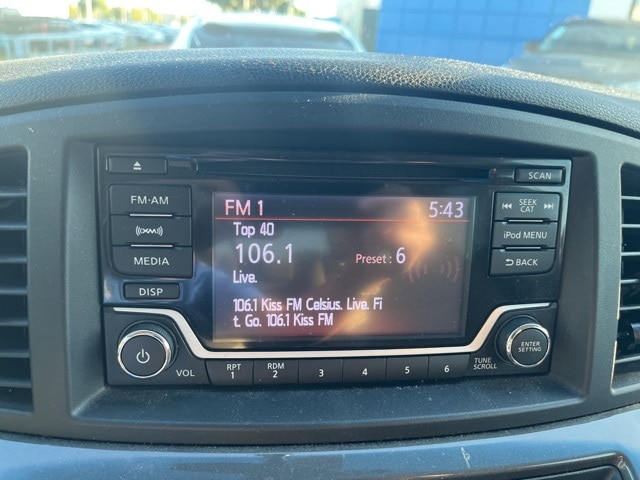 SCAN
FM·AM
(((XM)))
MEDIA
DISP
FM 1 5:43
Top 40
106.1 Preset : 6
Live.
106.1 Kiss FM Celsius. Live. Fi
t. Go. 106.1 Kiss FM
SEEK
CAT
iPod MENU
BACK
ENTER
SETTING
TUNE
SCROLL
VOL
RPT RDM
1 2 3 4 5 6